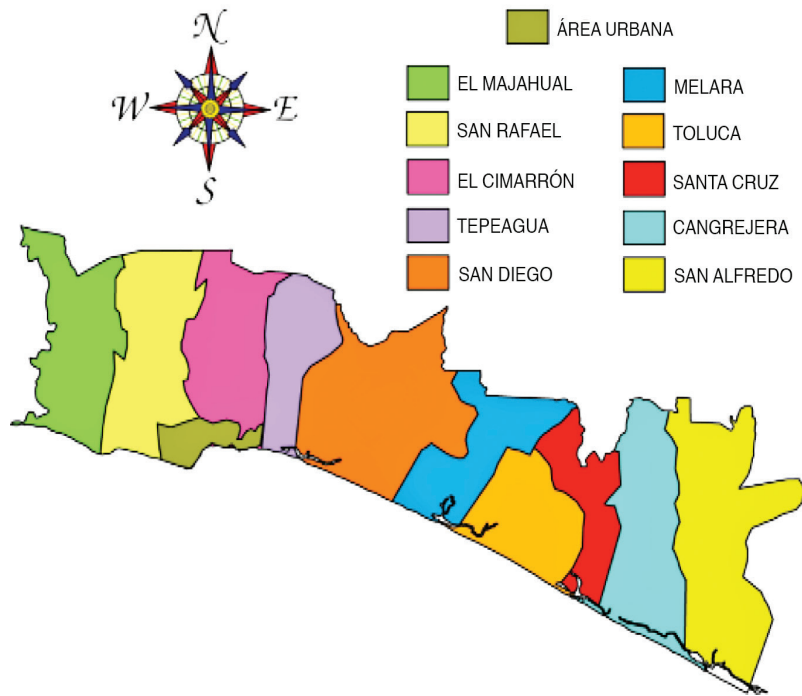 ÁREA URBANA
N
W E
S
EL MAJAHUAL
SAN RAFAEL
EL CIMARRÓN
TEPEAGUA
SAN DIEGO
MELARA
TOLUCA
SANTA CRUZ
CANGREJERA
SAN ALFREDO